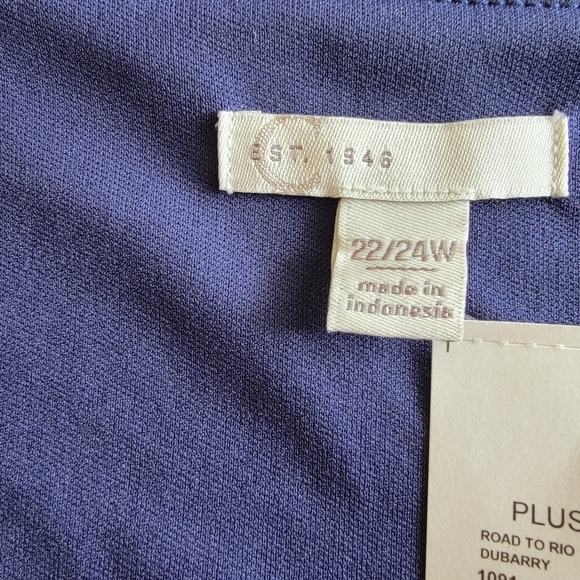 EST. 1946
22/24W
made in
indonesia
PLUS
ROAD TO RIO
DUBARRY